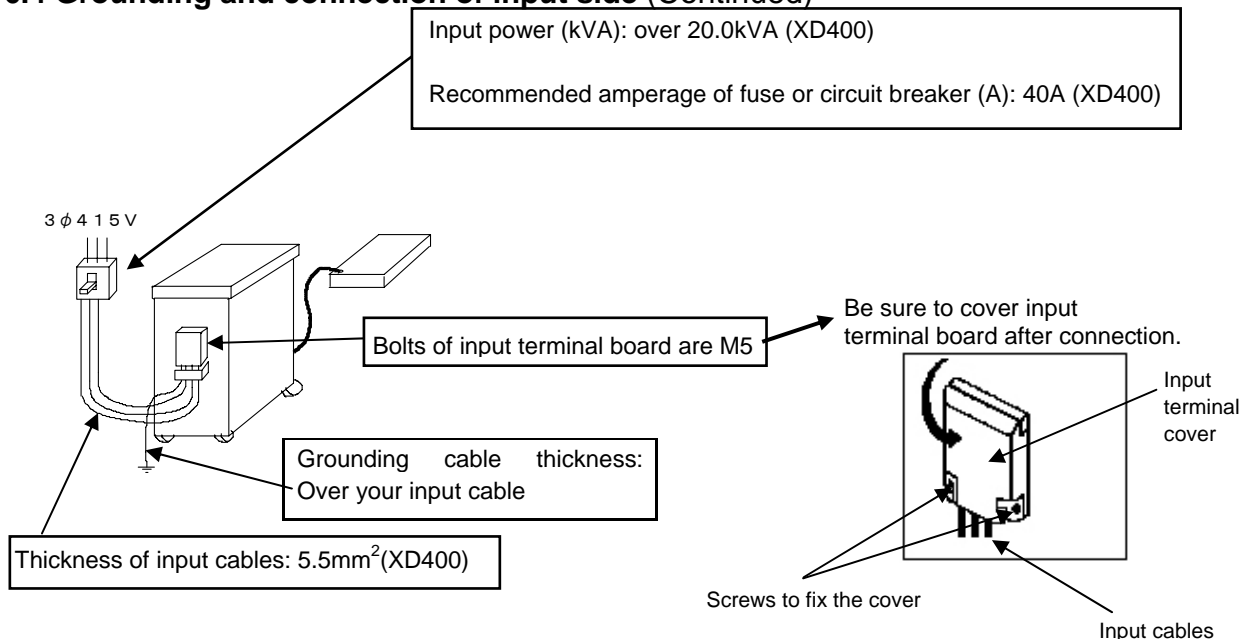 Grounding and connection of input side (Continued)
Input power (kVA): over 20.0kVA (XD400)
Recommended amperage of fuse or circuit breaker (A): 40A (XD400)
3φ415V
Be sure to cover input
terminal board after connection.
Bolts of input terminal board are M5
Input
terminal
cover
Grounding cable thickness:
Over your input cable
Thickness of input cables: 5.5mm²(XD400)
Screws to fix the cover
Input cables